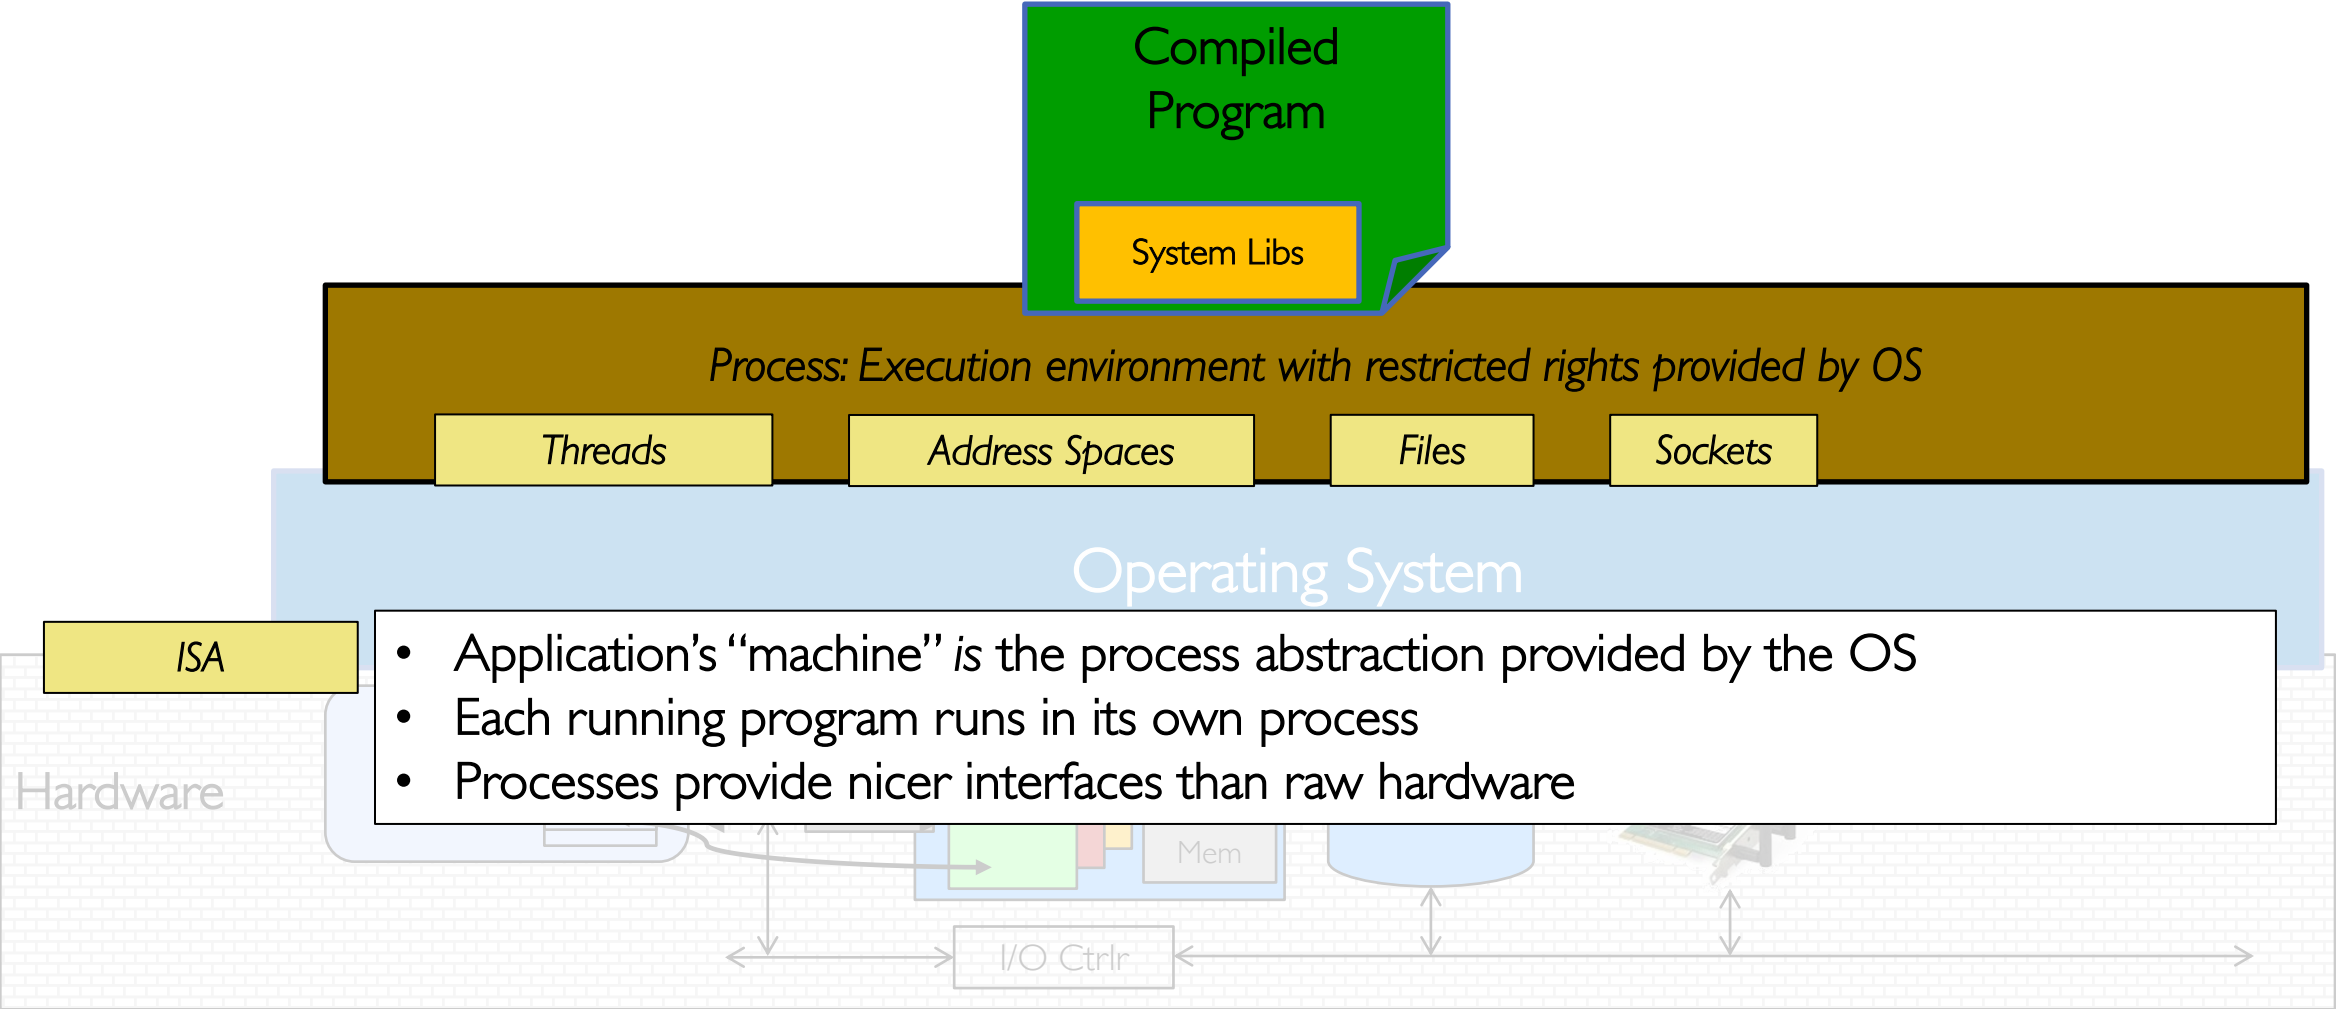 Compiled
Program
System Libs
Process: Execution environment with restricted rights provided by OS
Threads
Address Spaces
Files
Sockets
Operating System
ISA
• Application’s “machine” is the process abstraction provided by the OS
• Each running program runs in its own process
• Processes provide nicer interfaces than raw hardware
Hardware
Mem
I/O Ctrlr